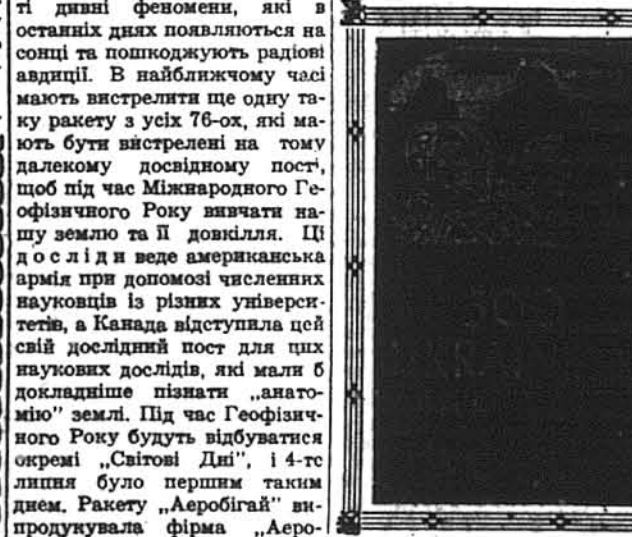 ті дивні феномени, які в
останніх днях появляються на
сонці та пошкоджують радіові
авдиції. В найближчому часі
мають вистрелити ще одну та-
ку ракету з усіх 76-ох, які ма-
ють бути вистрелені на тому
далекому досвідному пості,
щоб під час Міжнародного Ге-
офізичного Року вивчати на-
шу землю та її довкілля. Ці
досліди веде американська
армія при допомозі численних
науковців із різних універси-
тетів, а Канада відступила цей
свій дослідний пост для цих
наукових дослідів, які мали б
докладніше пізнати „анато-
мію” землі. Під час Геофізич-
ного Року будуть відбуватися
окремі „Світові Дні”, і 4-те
липня було першим таким
днем. Ракету „Аеробігай” ви-
продукувала фірма „Аеро-